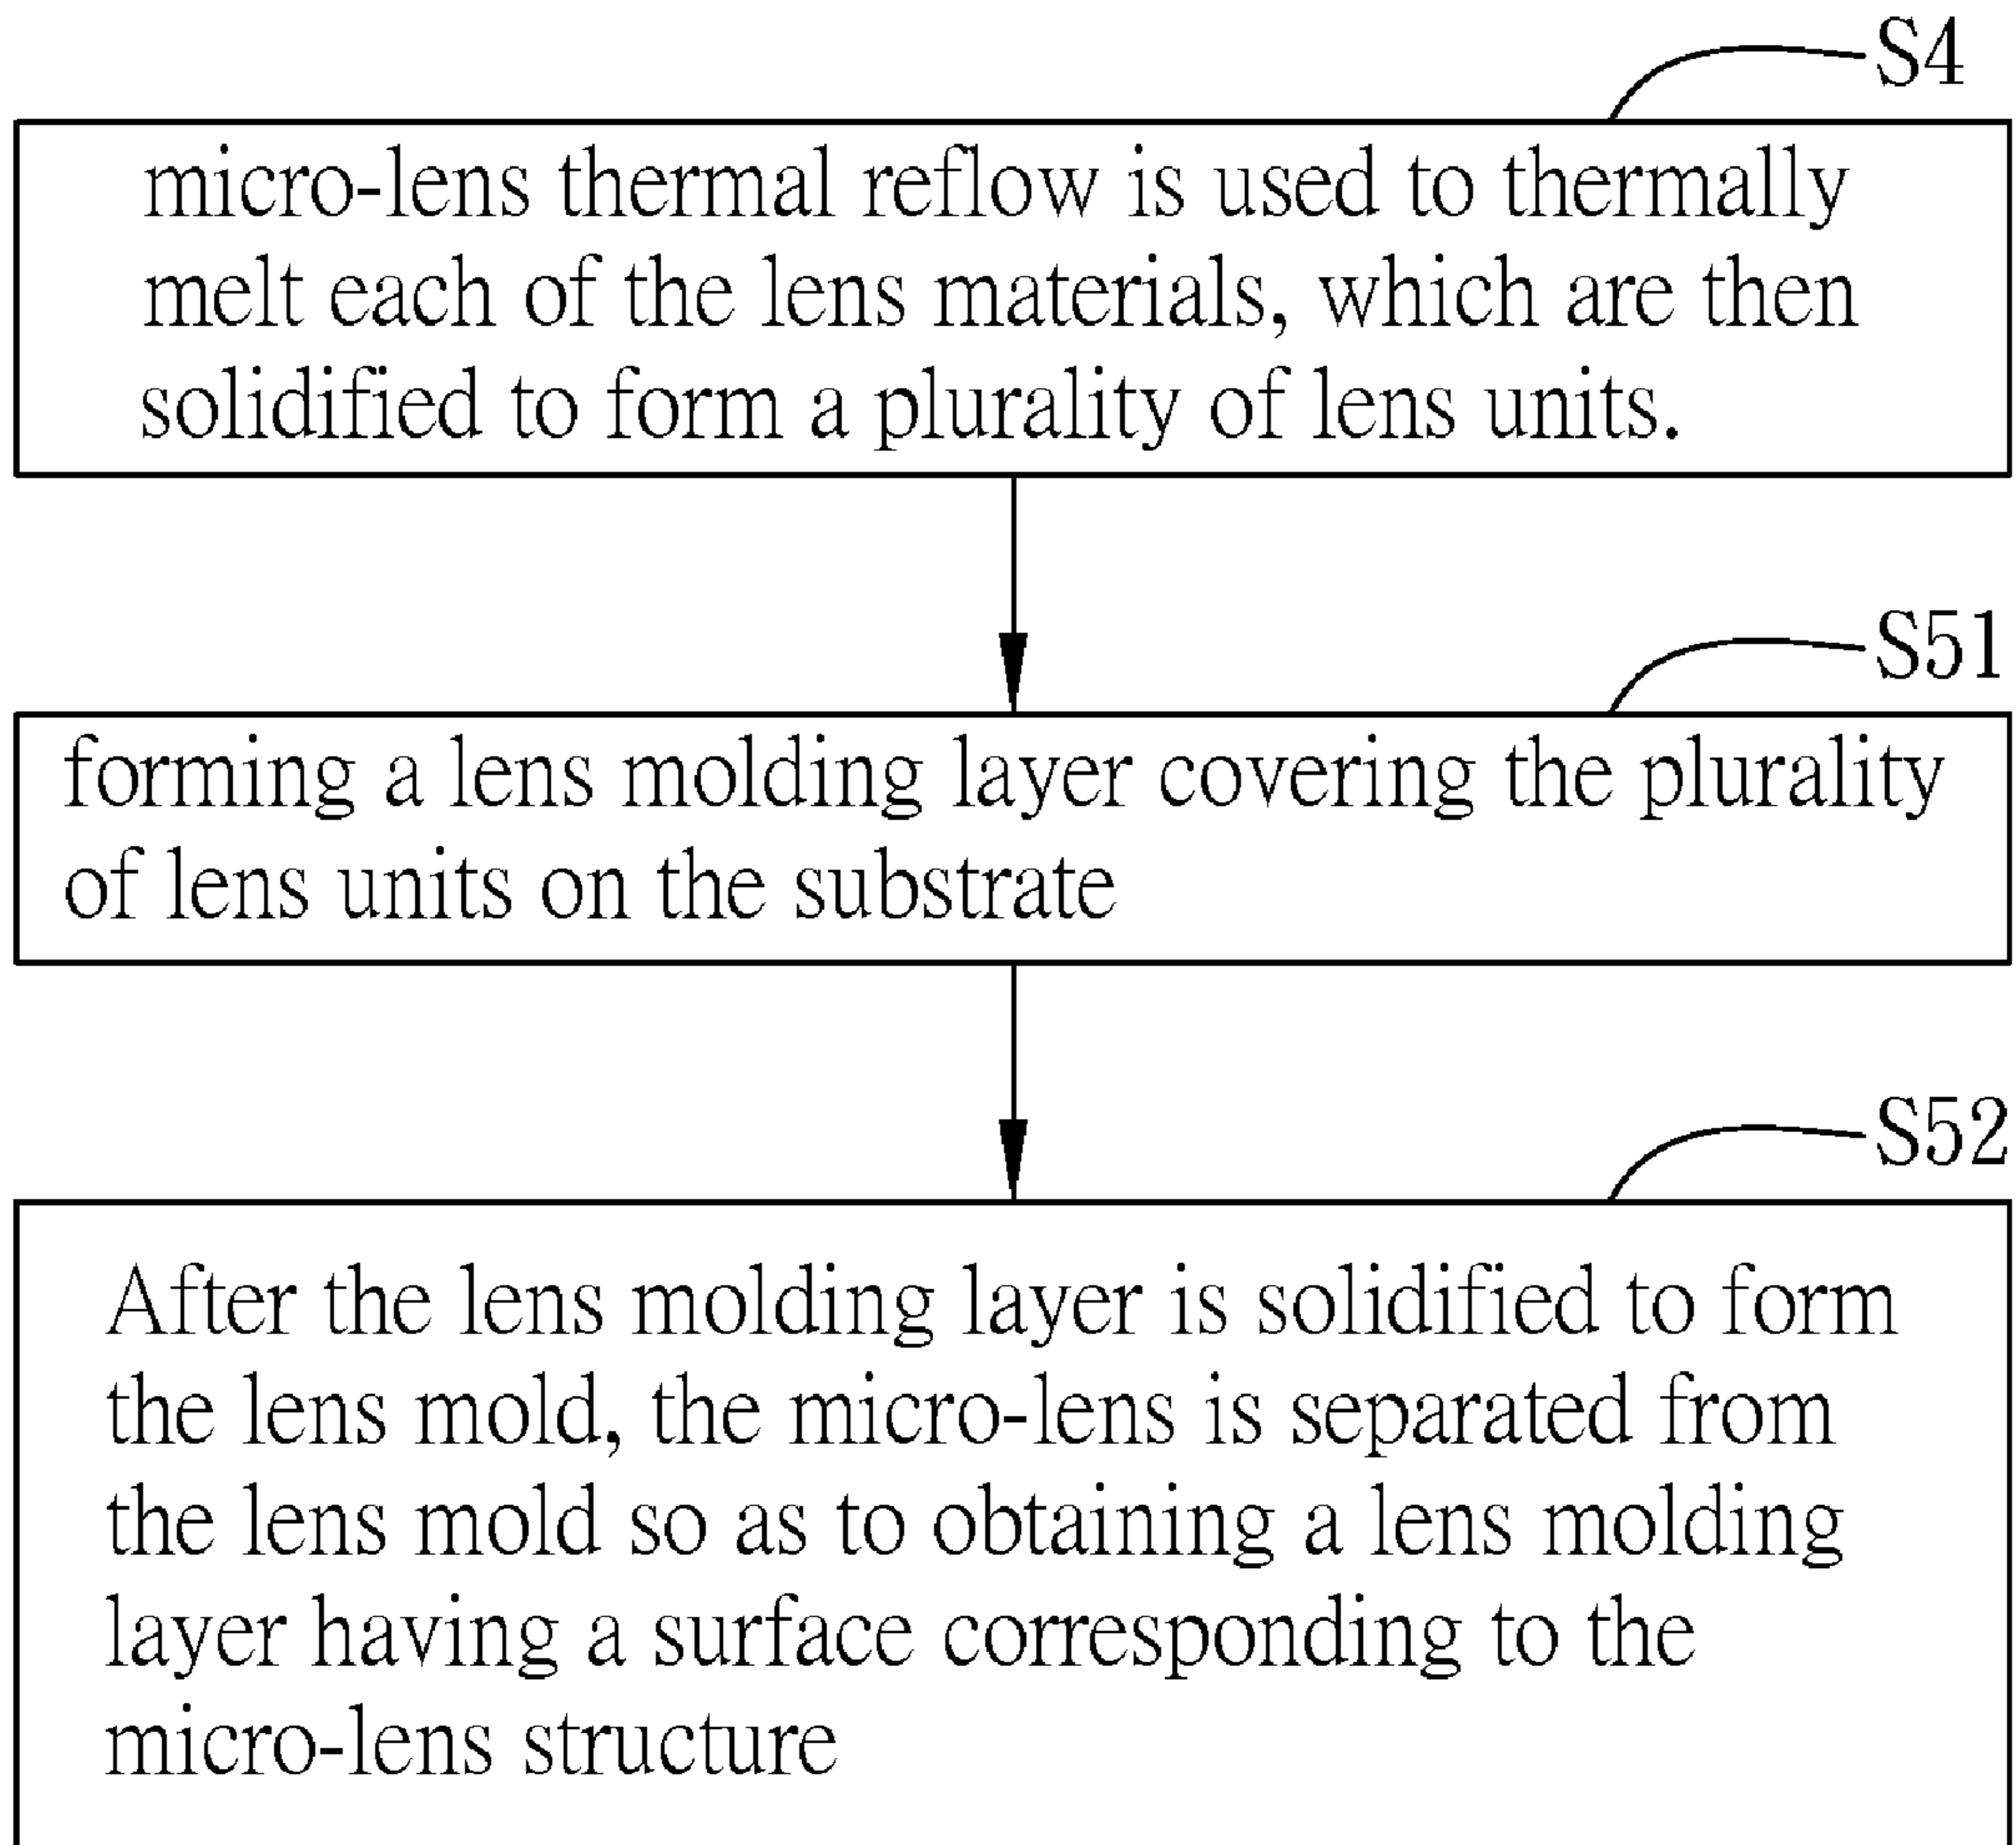 S4
micro-lens thermal reflow is used to thermally
melt each of the lens materials, which are then
solidified to form a plurality of lens units.
S51
forming a lens molding layer covering the plurality
of lens units on the substrate
S52
After the lens molding layer is solidified to form
the lens mold, the micro-lens is separated from
the lens mold so as to obtaining a lens molding
layer having a surface corresponding to the
micro-lens structure